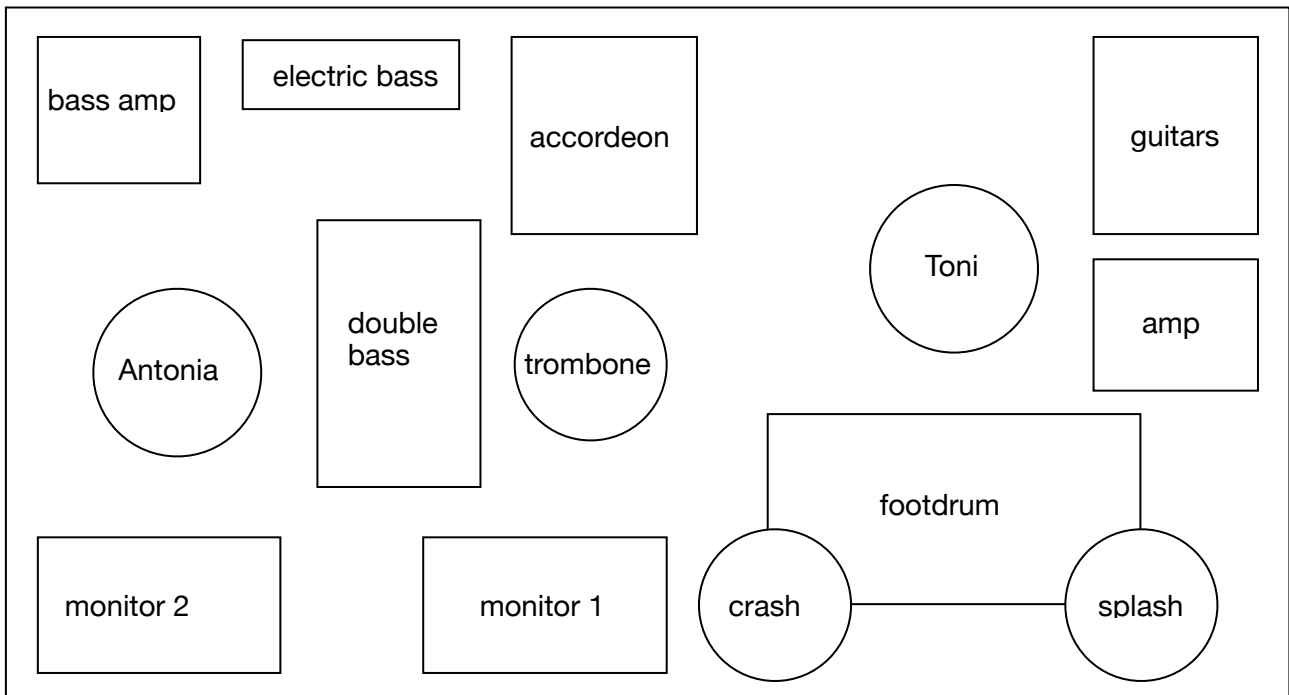 bass amp
electric bass
accordeon
guitars
Toni
amp
Antonia
double
bass
trombone
footdrum
monitor 2
monitor 1
crash
splash